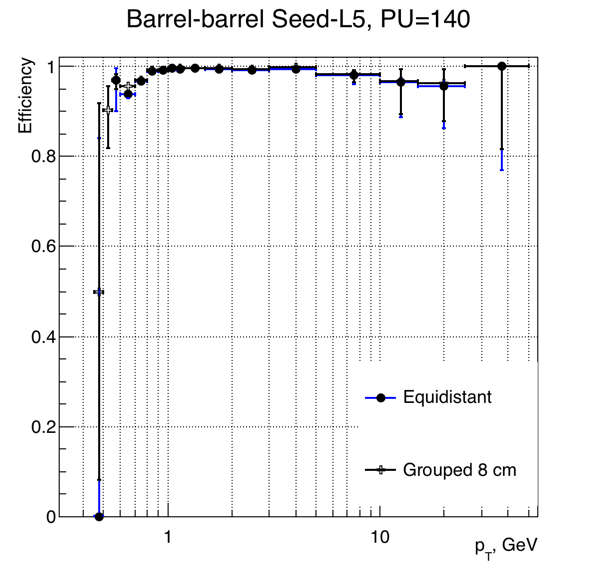 Barrel-barrel Seed-L5, PU=140
Efficiency
1
0.8
0.6
0.4
0.2
0
Equidistant
Grouped 8 cm
1
10
p_T, GeV